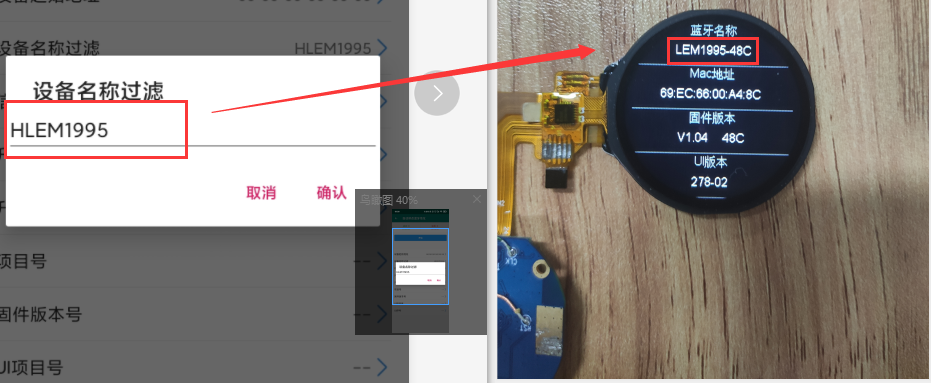 设备名称过滤
HLEM1995
设备名称过滤
HLEM1995
取消
确认
鸟瞰图 40%
项目号
--
固件版本号
--
UI项目号
--
蓝牙名称
LEM1995-48C
Mac地址
69:EC:66:00:A4:8C
固件版本
V1.04 48C
UI版本
278-02